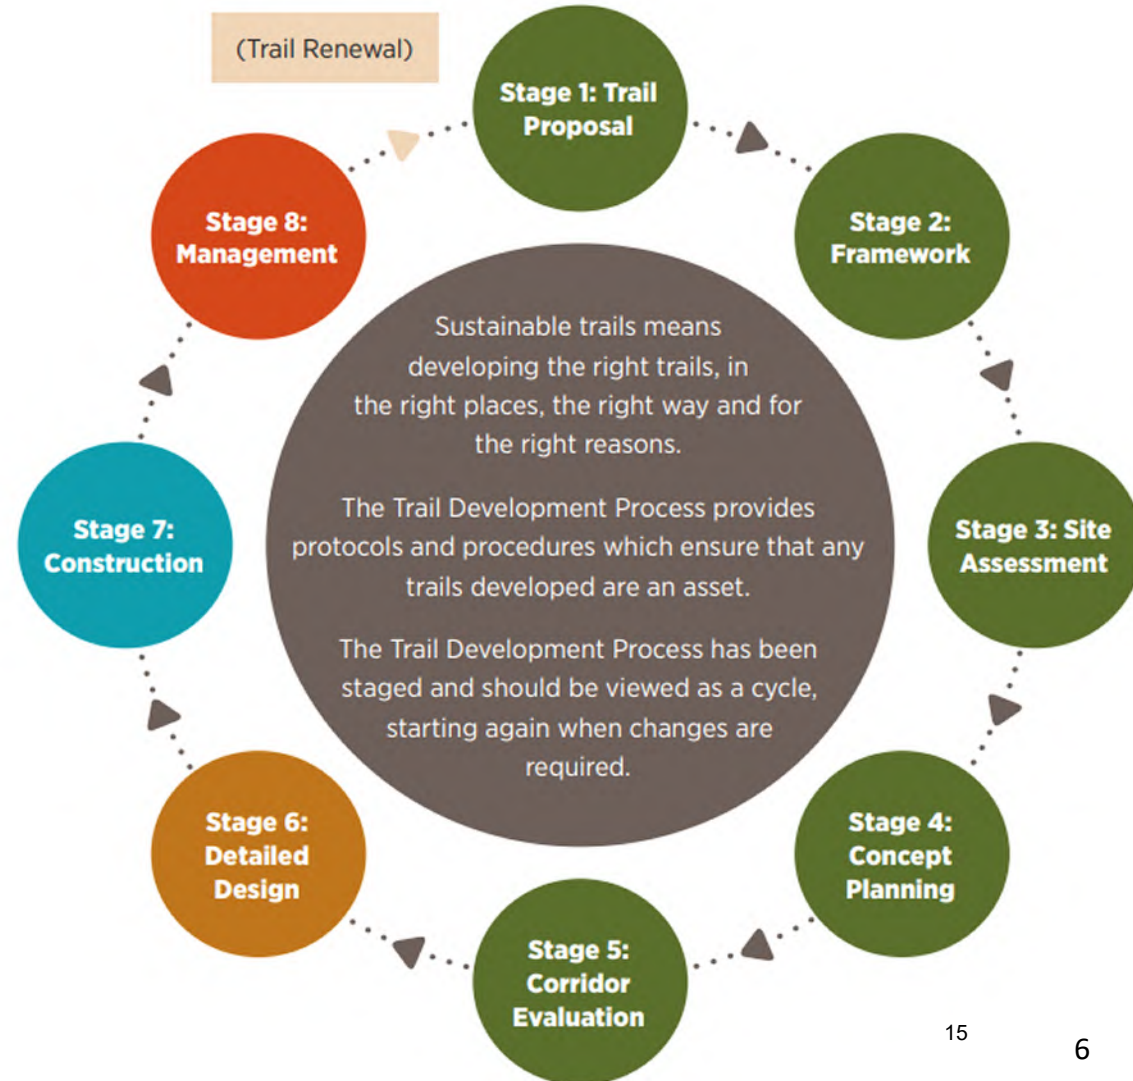 (Trail Renewal)
Stage 1: Trail
Proposal
Stage 2:
Framework
Stage 3: Site
Assessment
Stage 4:
Concept
Planning
Stage 5:
Corridor
Evaluation
Stage 6:
Detailed
Design
Stage 7:
Construction
Stage 8:
Management
Sustainable trails means
developing the right trails, in
the right places, the right way and for
the right reasons.
The Trail Development Process provides
protocols and procedures which ensure that any
trails developed are an asset.
The Trail Development Process has been
staged and should be viewed as a cycle,
starting again when changes are
required.
15
6